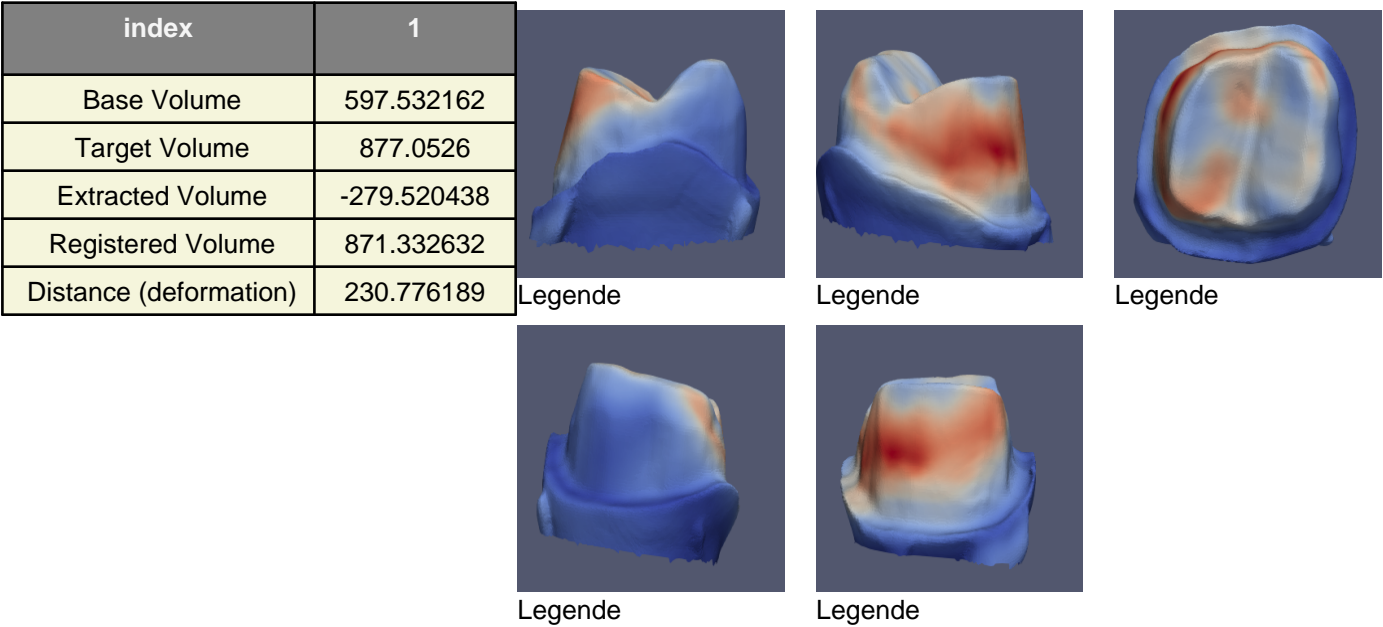 index 1
Base Volume 597.532162
Target Volume 877.0526
Extracted Volume -279.520438
Registered Volume 871.332632
Distance (deformation) 230.776189
Legende Legende Legende
Legende Legende